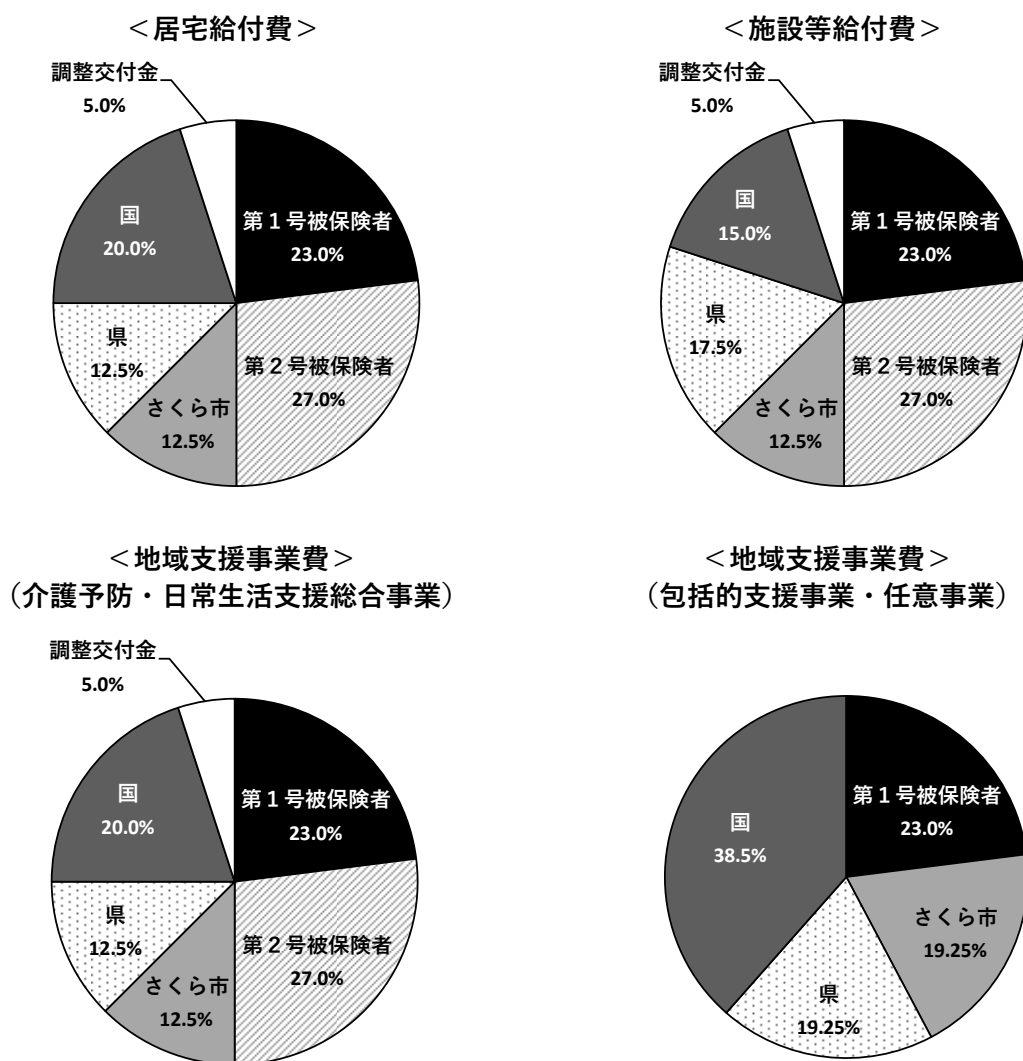 ＜居宅給付費＞
調整交付金
5.0%
国
20.0%
第１号被保険者
23.0%
県
12.5%
第２号被保険者
27.0%
さくら市
12.5%
＜施設等給付費＞
調整交付金
5.0%
国
15.0%
第１号被保険者
23.0%
県
17.5%
第２号被保険者
27.0%
さくら市
12.5%
＜地域支援事業費＞
（介護予防・日常生活支援総合事業）
調整交付金
5.0%
国
20.0%
第１号被保険者
23.0%
県
12.5%
第２号被保険者
27.0%
さくら市
12.5%
＜地域支援事業費＞
（包括的支援事業・任意事業）
国
38.5%
第１号被保険者
23.0%
さくら市
19.25%
県
19.25%